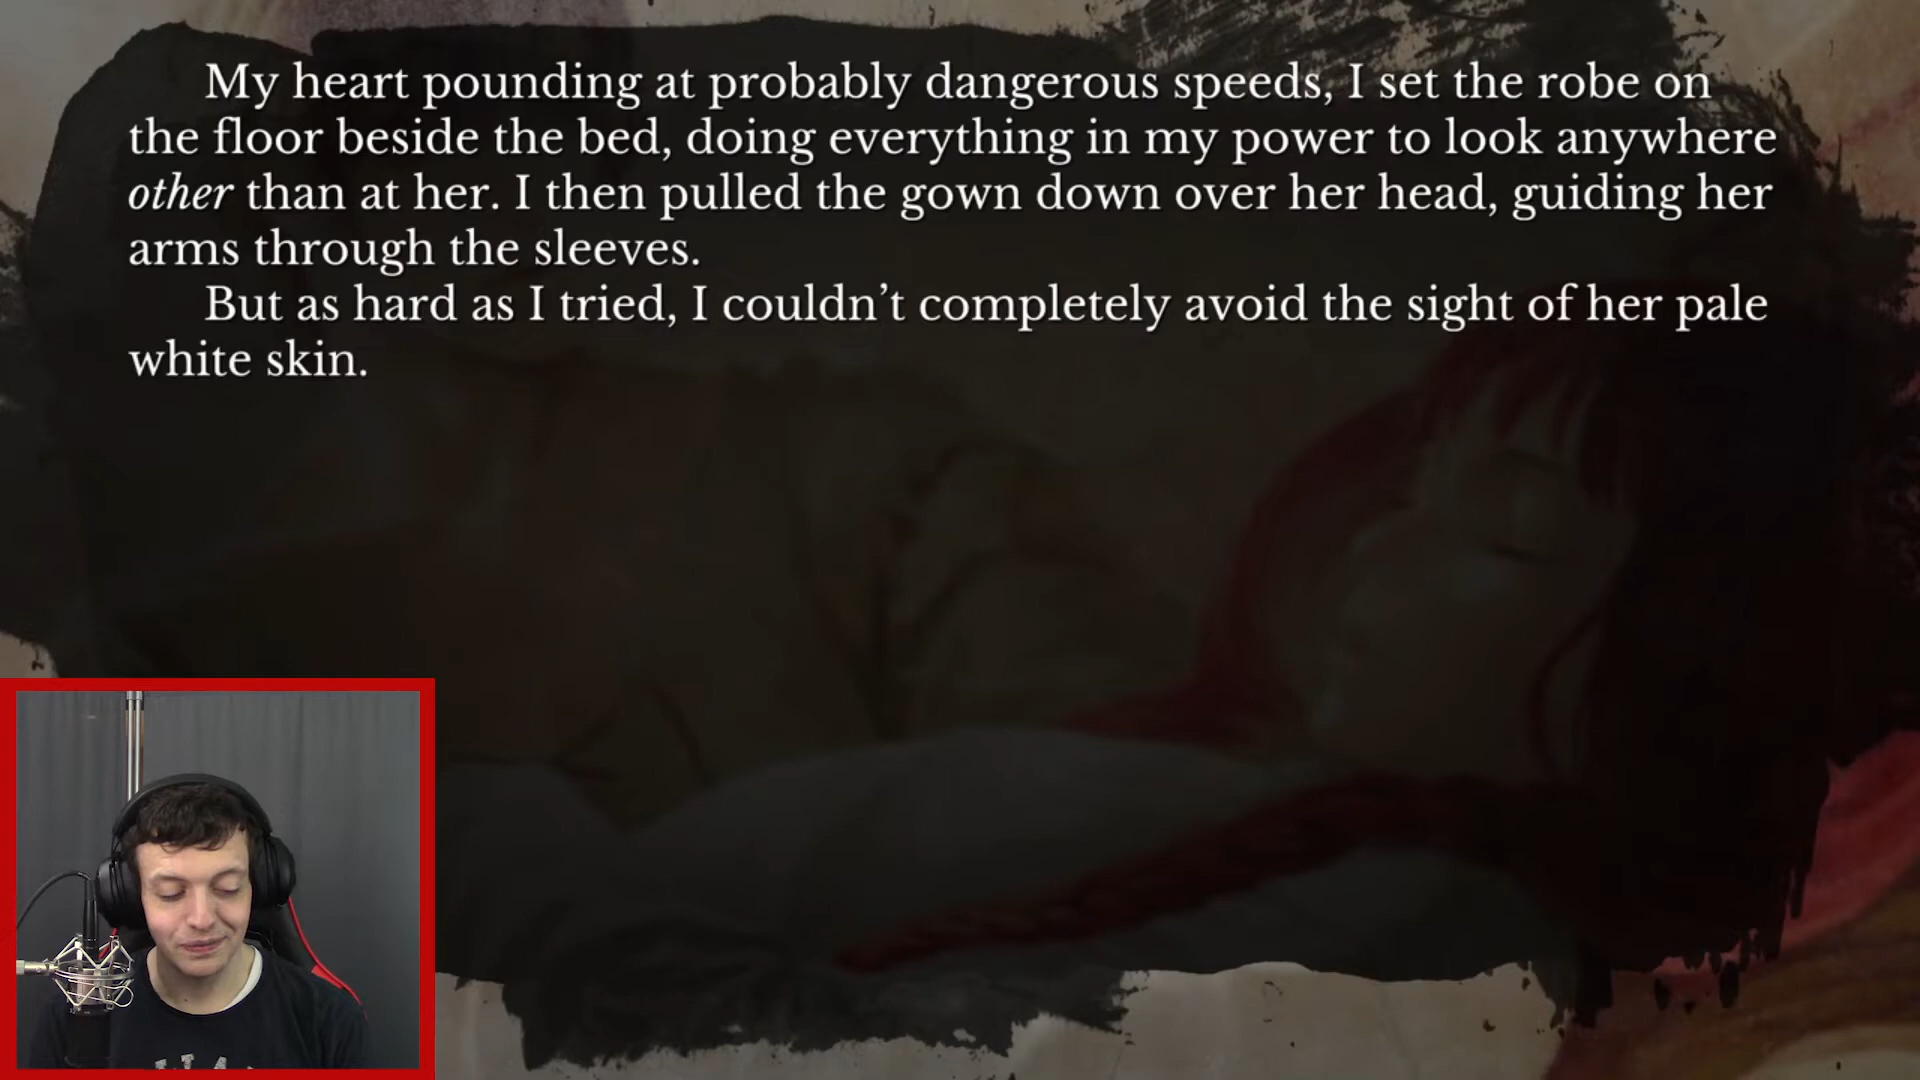 My heart pounding at probably dangerous speeds, I set the robe on
the floor beside the bed, doing everything in my power to look anywhere
other than at her. I then pulled the gown down over her head, guiding her
arms through the sleeves.
But as hard as I tried, I couldn’t completely avoid the sight of her pale
white skin.